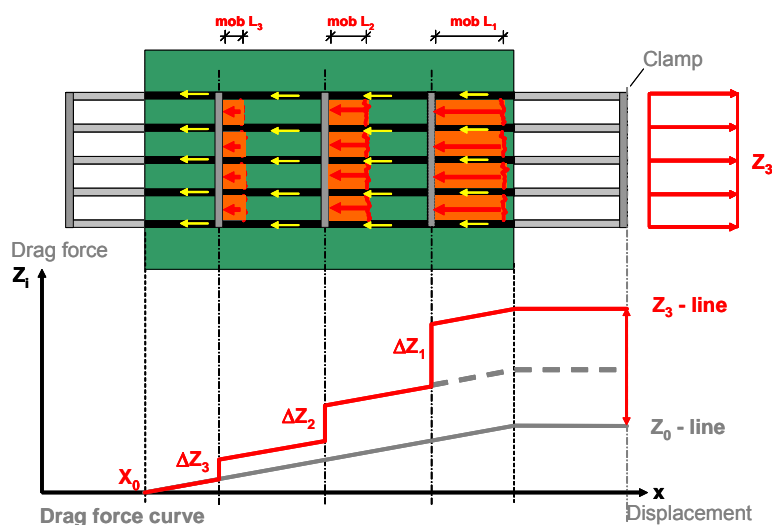 mob L3 mob L2 mob L1
Clamp
Z3
Drag force
Zi
Z3 - line
ΔZ1
ΔZ2
Z0 - line
ΔZ3
X0
x
Drag force curve
Displacement